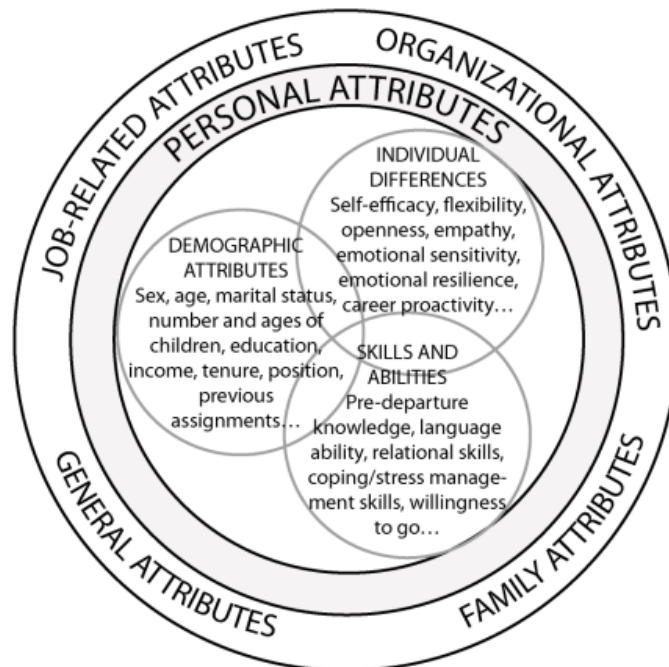 JOB-RELATED ATTRIBUTES
ORGANIZATIONAL ATTRIBUTES
PERSONAL ATTRIBUTES
INDIVIDUAL
DIFFERENCES
Self-efficacy, flexibility,
openness, empathy,
emotional sensitivity,
emotional resilience,
career proactivity...
DEMOGRAPHIC
ATTRIBUTES
Sex, age, marital status,
number and ages of
children, education,
income, tenure, position,
previous
assignments...
SKILLS AND
ABILITIES
Pre-departure
knowledge, language
ability, relational skills,
coping/stress manage-
ment skills, willingness
to go...
GENERAL ATTRIBUTES
FAMILY ATTRIBUTES